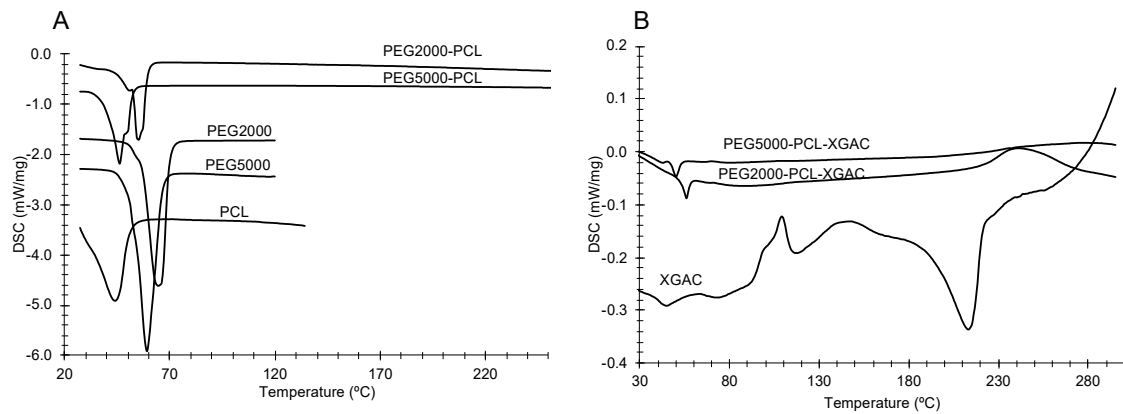 A
0.0
-1.0
-2.0
-3.0
-4.0
-5.0
-6.0
DSC (mW/mg)
PEG2000-PCL
PEG5000-PCL
PEG2000
PEG5000
PCL
20 70 120 170 220
Temperature (ºC)
B
0.2
0.1
0.0
-0.1
-0.2
-0.3
-0.4
DSC (mW/mg)
PEG5000-PCL-XGAC
PEG2000-PCL-XGAC
XGAC
30 80 130 180 230 280
Temperature (ºC)